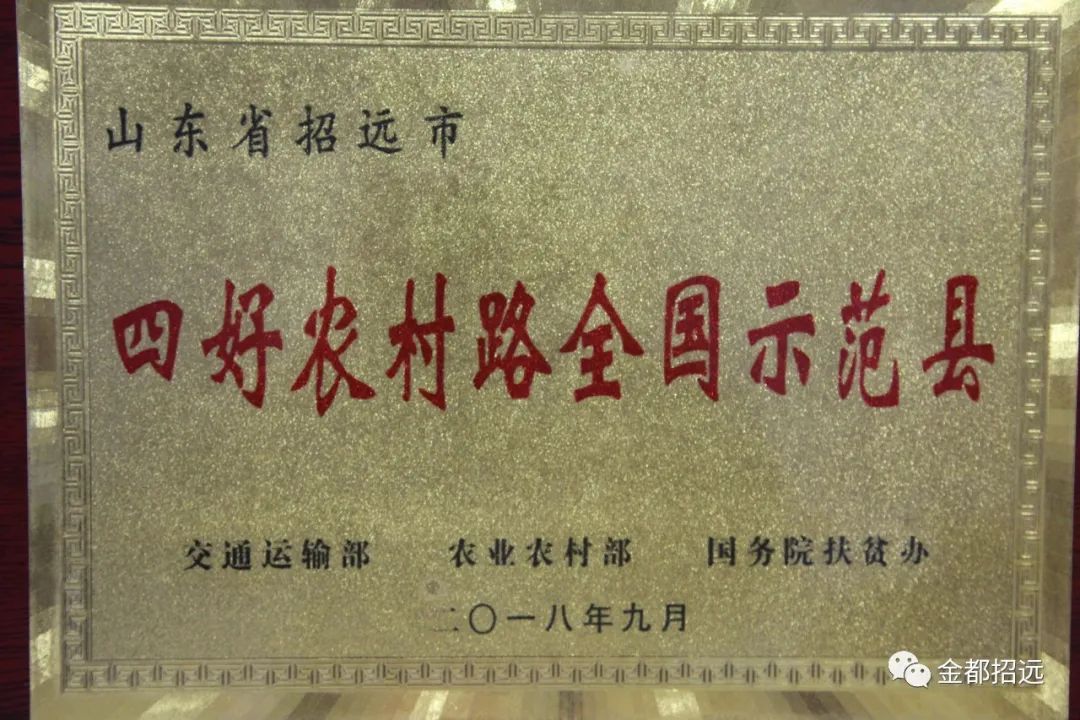 山东省招远市
四好农村路全国示范县
交通运输部 农业农村部 国务院扶贫办
二〇一八年九月
金都招远